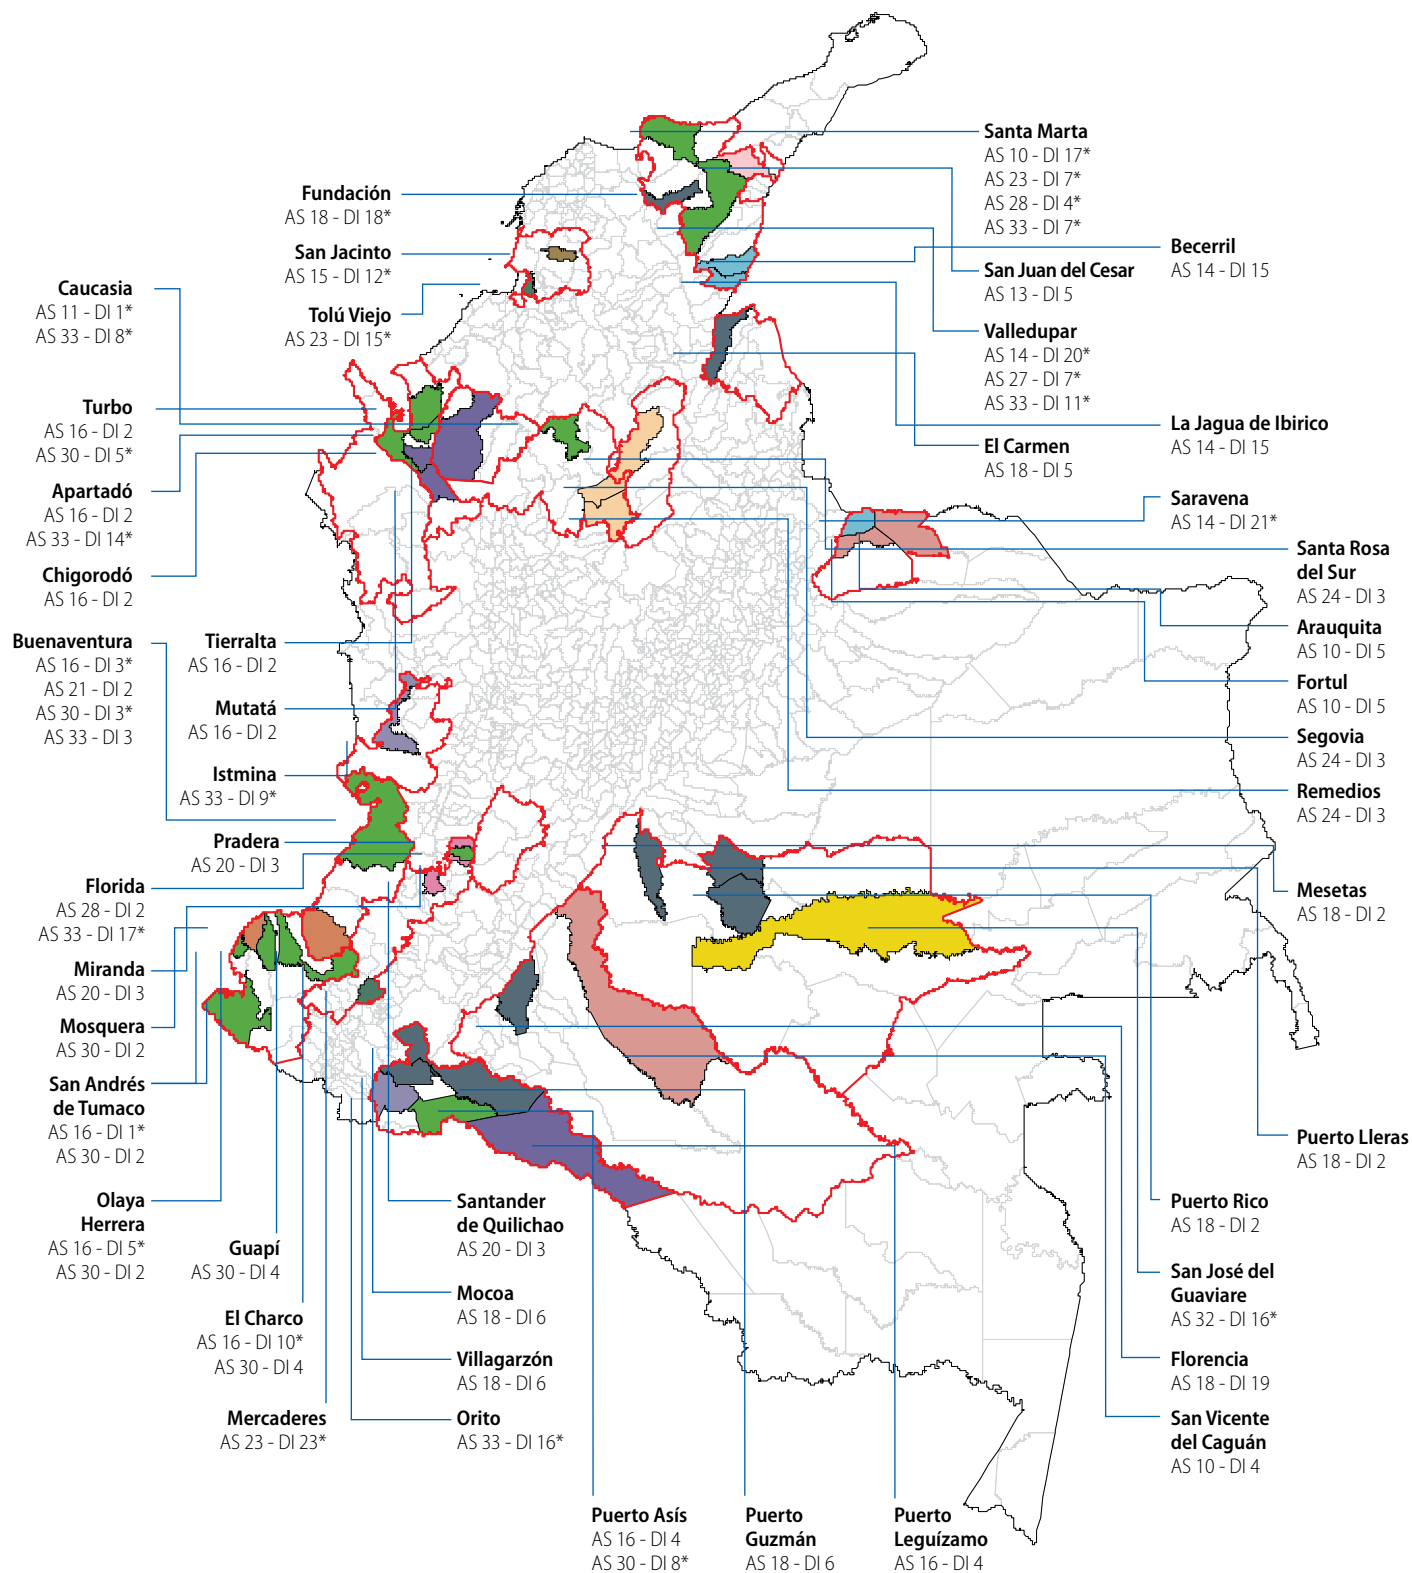 Santa Marta
AS 10 - DI 17*
AS 23 - DI 7*
AS 28 - DI 4*
AS 33 - DI 7*
Fundación
AS 18 - DI 18*
San Jacinto
AS 15 - DI 12*
Becerril
AS 14 - DI 15
San Juan del Cesar
AS 13 - DI 5
Caucasia
AS 11 - DI 1*
AS 33 - DI 8*
Tolú Viejo
AS 23 - DI 15*
Valledupar
AS 14 - DI 20*
AS 27 - DI 7*
AS 33 - DI 11*
Turbo
AS 16 - DI 2
AS 30 - DI 5*
La Jagua de Ibirico
AS 14 - DI 15
El Carmen
AS 18 - DI 5
Apartadó
AS 16 - DI 2
AS 33 - DI 14*
Saravena
AS 14 - DI 21*
Chigorodó
AS 16 - DI 2
Santa Rosa
del Sur
AS 24 - DI 3
Buenaventura
AS 16 - DI 3*
AS 21 - DI 2
AS 30 - DI 3*
AS 33 - DI 3
Tierralta
AS 16 - DI 2
Arauquita
AS 10 - DI 5
Fortul
AS 10 - DI 5
Mutatá
AS 16 - DI 2
Segovia
AS 24 - DI 3
Istmina
AS 33 - DI 9*
Remedios
AS 24 - DI 3
Pradera
AS 20 - DI 3
Florida
AS 28 - DI 2
AS 33 - DI 17*
Mesetas
AS 18 - DI 2
Miranda
AS 20 - DI 3
Mosquera
AS 30 - DI 2
San Andrés
de Tumaco
AS 16 - DI 1*
AS 30 - DI 2
Puerto Lleras
AS 18 - DI 2
Olaya
Herrera
AS 16 - DI 5*
AS 30 - DI 2
Guapí
AS 30 - DI 4
Santander
de Quilichao
AS 20 - DI 3
Puerto Rico
AS 18 - DI 2
San José del
Guaviare
AS 32 - DI 16*
Mocoa
AS 18 - DI 6
El Charco
AS 16 - DI 10*
AS 30 - DI 4
Villagarzón
AS 18 - DI 6
Florencia
AS 18 - DI 19
Mercaderes
AS 23 - DI 23*
Orito
AS 33 - DI 16*
San Vicente
del Caguán
AS 10 - DI 4
Puerto Asís
AS 16 - DI 4
AS 30 - DI 8*
Puerto
Guzmán
AS 18 - DI 6
Puerto
Leguízamo
AS 16 - DI 4